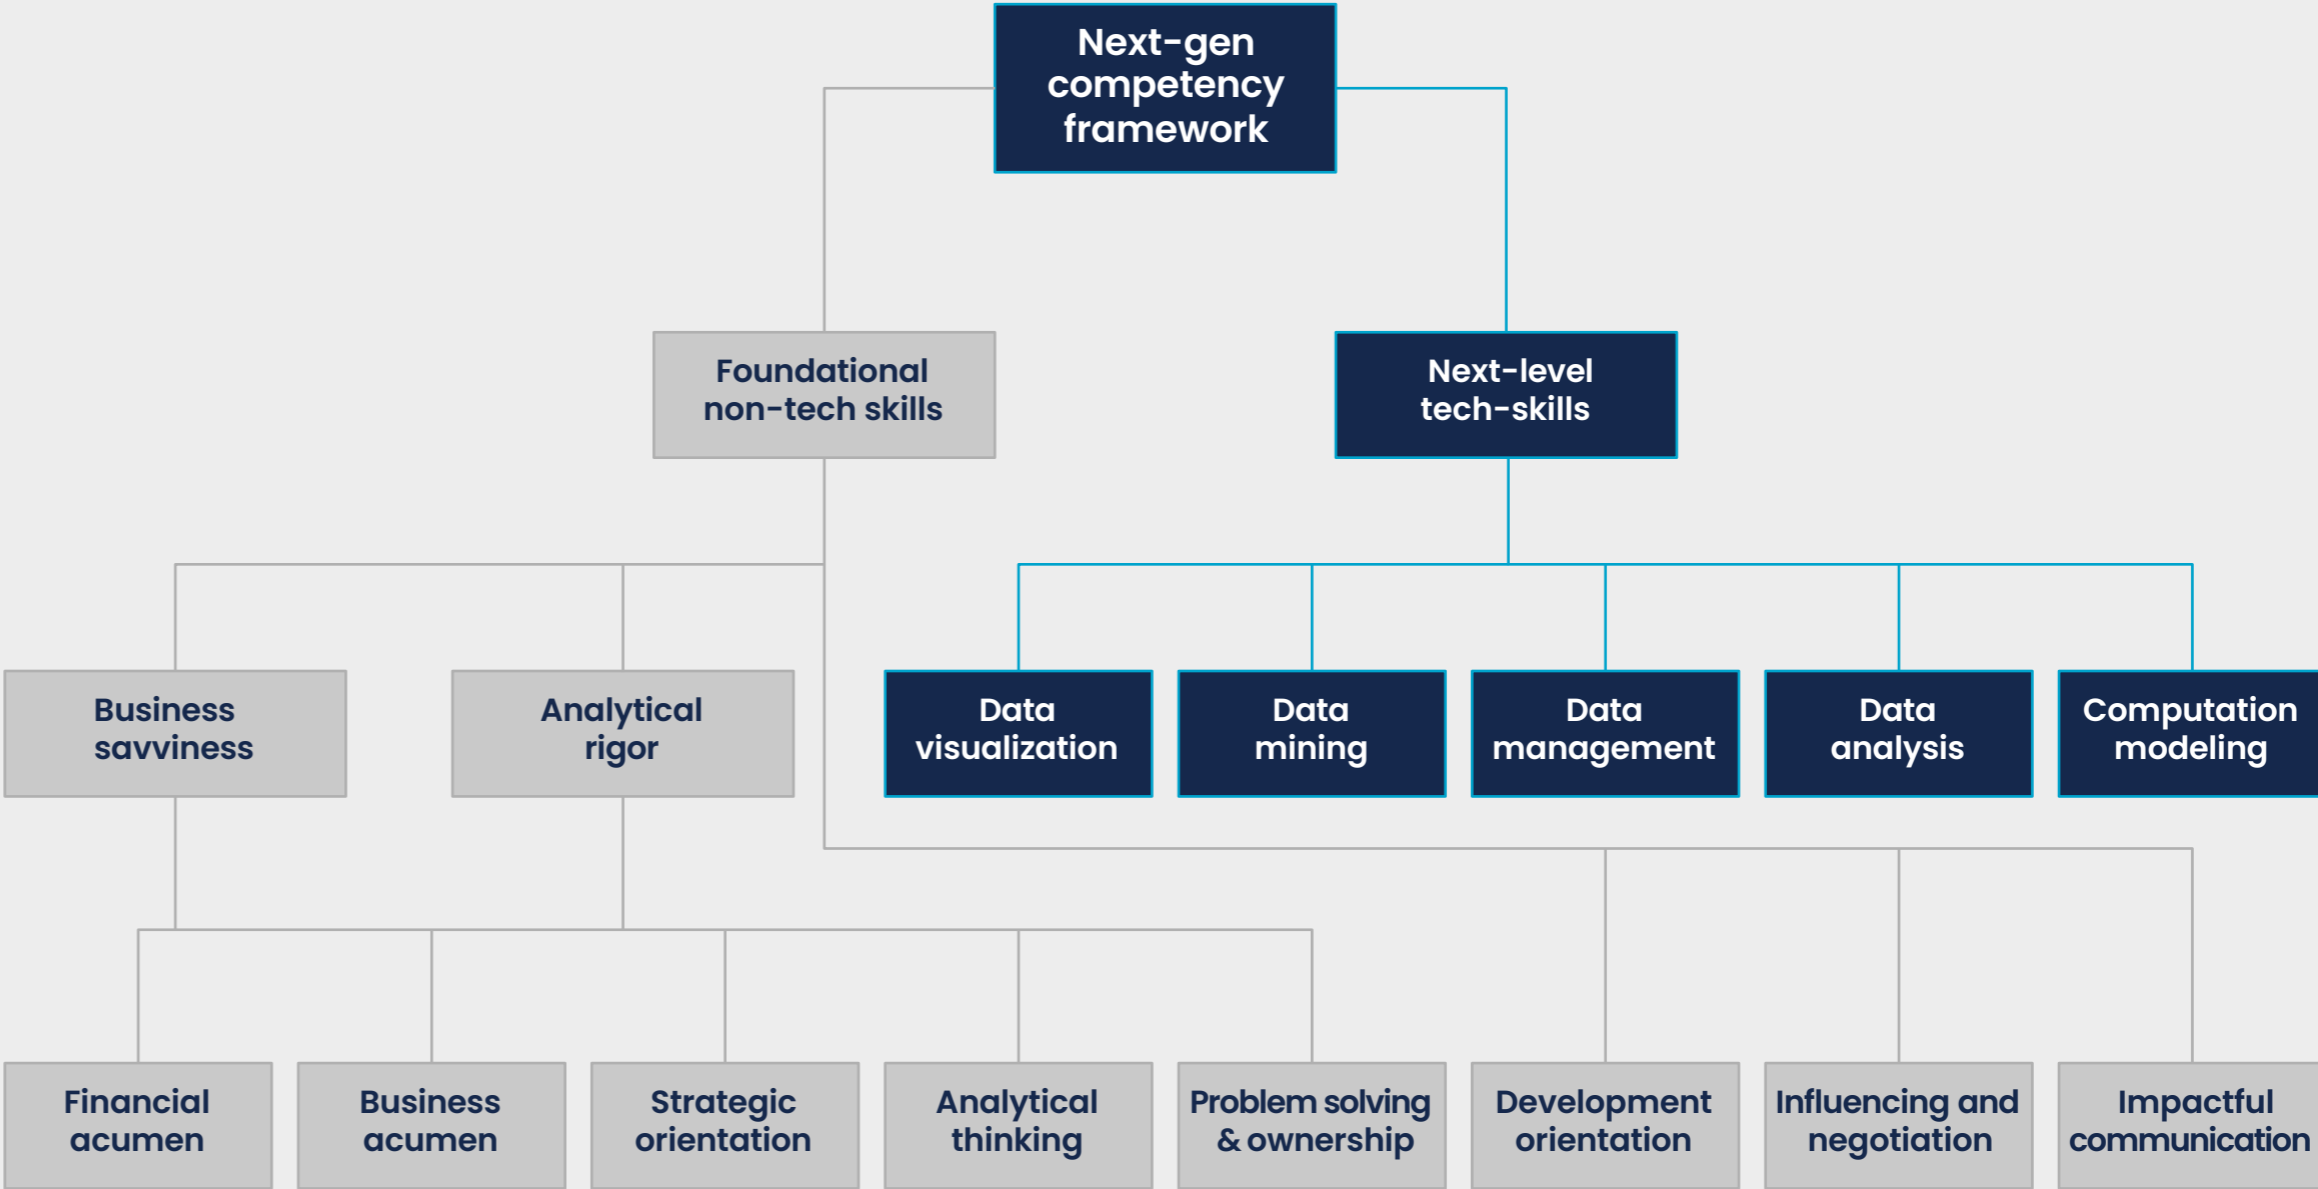 Next-gen
competency
framework
Foundational
non-tech skills
Next-level
tech-skills
Business
savviness
Analytical
rigor
Data
visualization
Data
mining
Data
management
Data
analysis
Computation
modeling
Financial
acumen
Business
acumen
Strategic
orientation
Analytical
thinking
Problem solving
& ownership
Development
orientation
Influencing and
negotiation
Impactful
communication